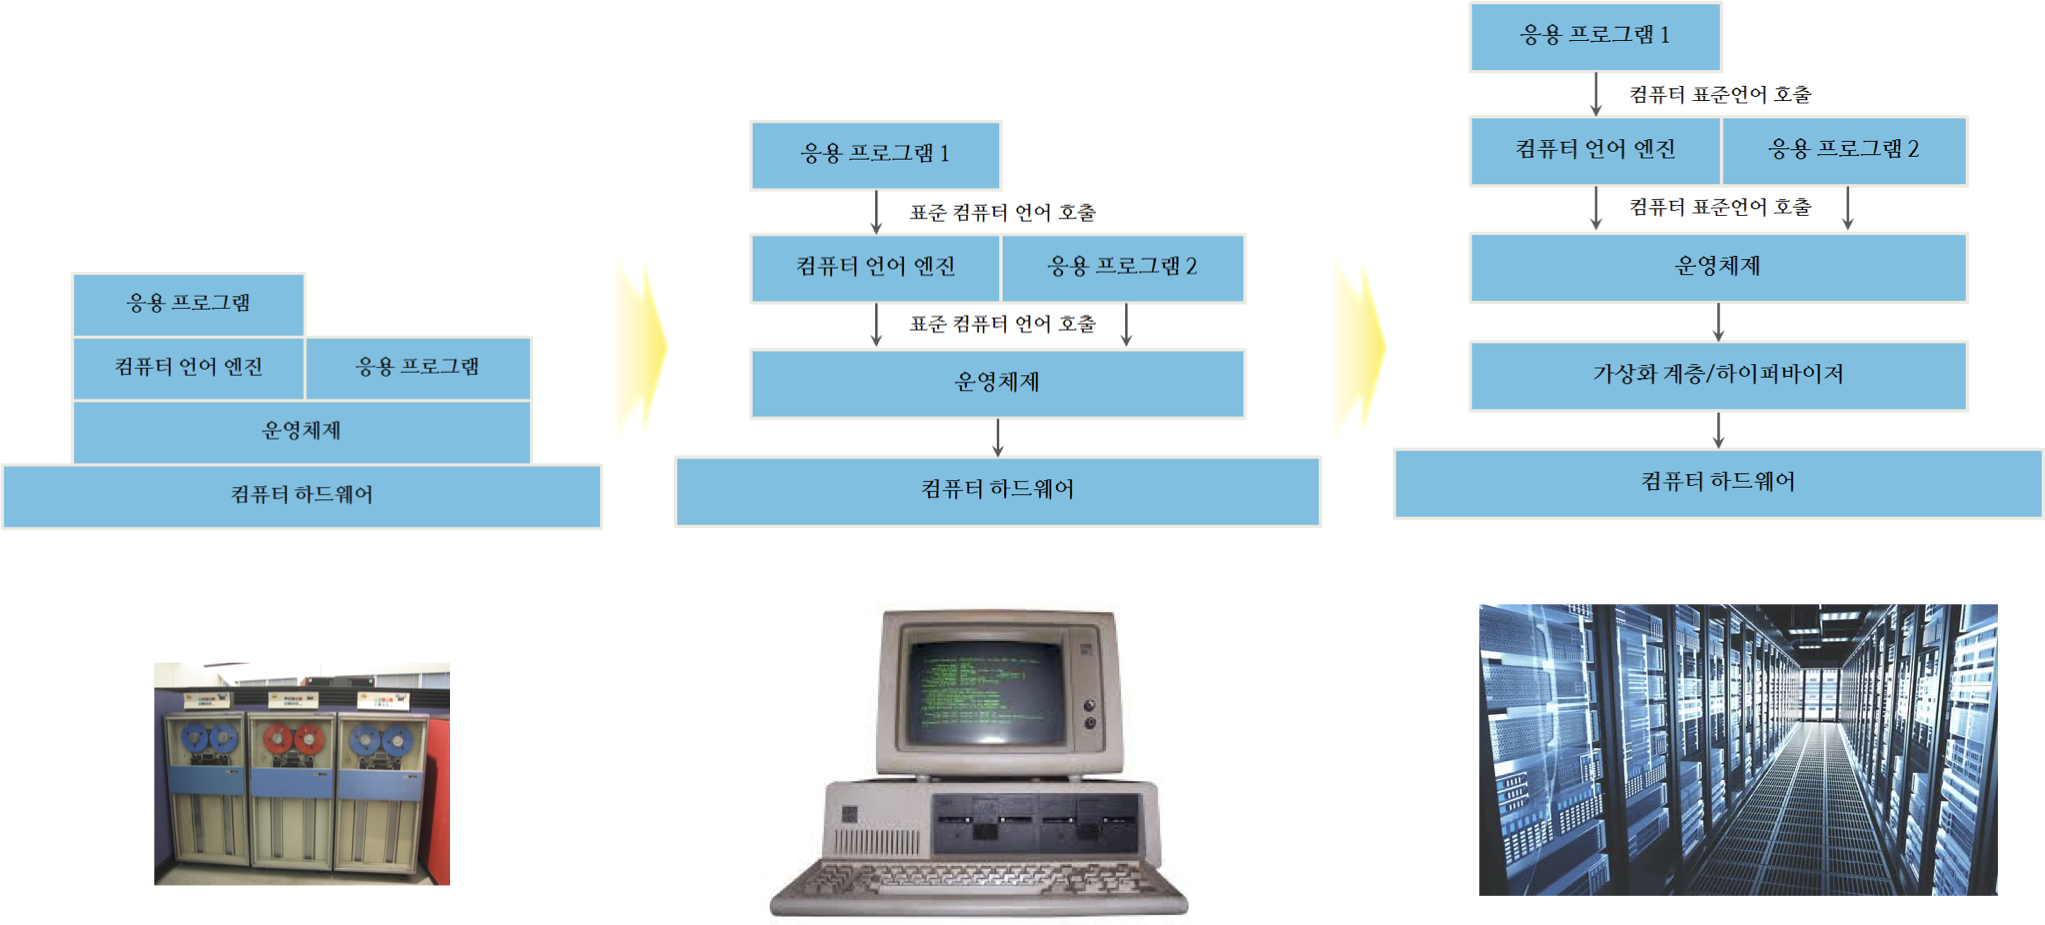 응용 프로그램
컴퓨터 언어 엔진
응용 프로그램
운영체제
컴퓨터 하드웨어
응용 프로그램 1
표준 컴퓨터 언어 호출
컴퓨터 언어 엔진
응용 프로그램 2
표준 컴퓨터 언어 호출
운영체제
컴퓨터 하드웨어
응용 프로그램 1
컴퓨터 표준언어 호출
컴퓨터 언어 엔진
응용 프로그램 2
컴퓨터 표준언어 호출
운영체제
가상화 계층/하이퍼바이저
컴퓨터 하드웨어